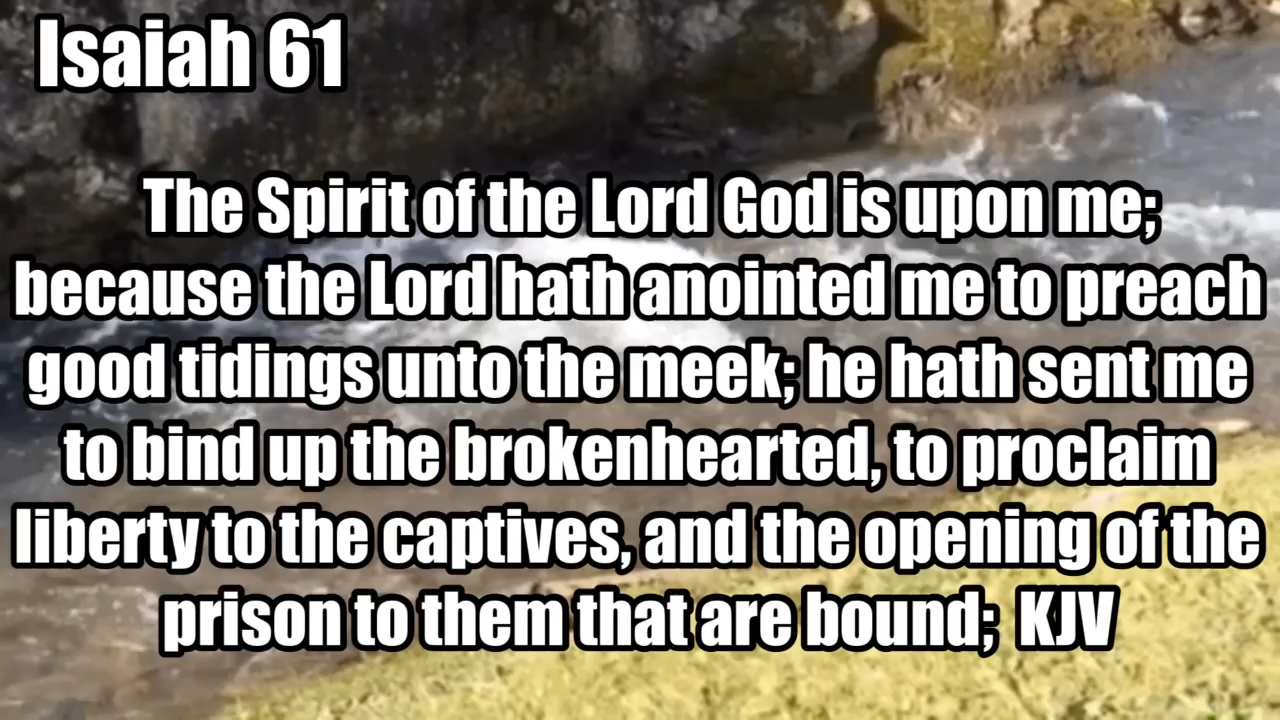 Isaiah 61
The Spirit of the Lord God is upon me;
because the Lord hath anointed me to preach
good tidings unto the meek; he hath sent me
to bind up the brokenhearted, to proclaim
liberty to the captives, and the opening of the
prison to them that are bound; KJV